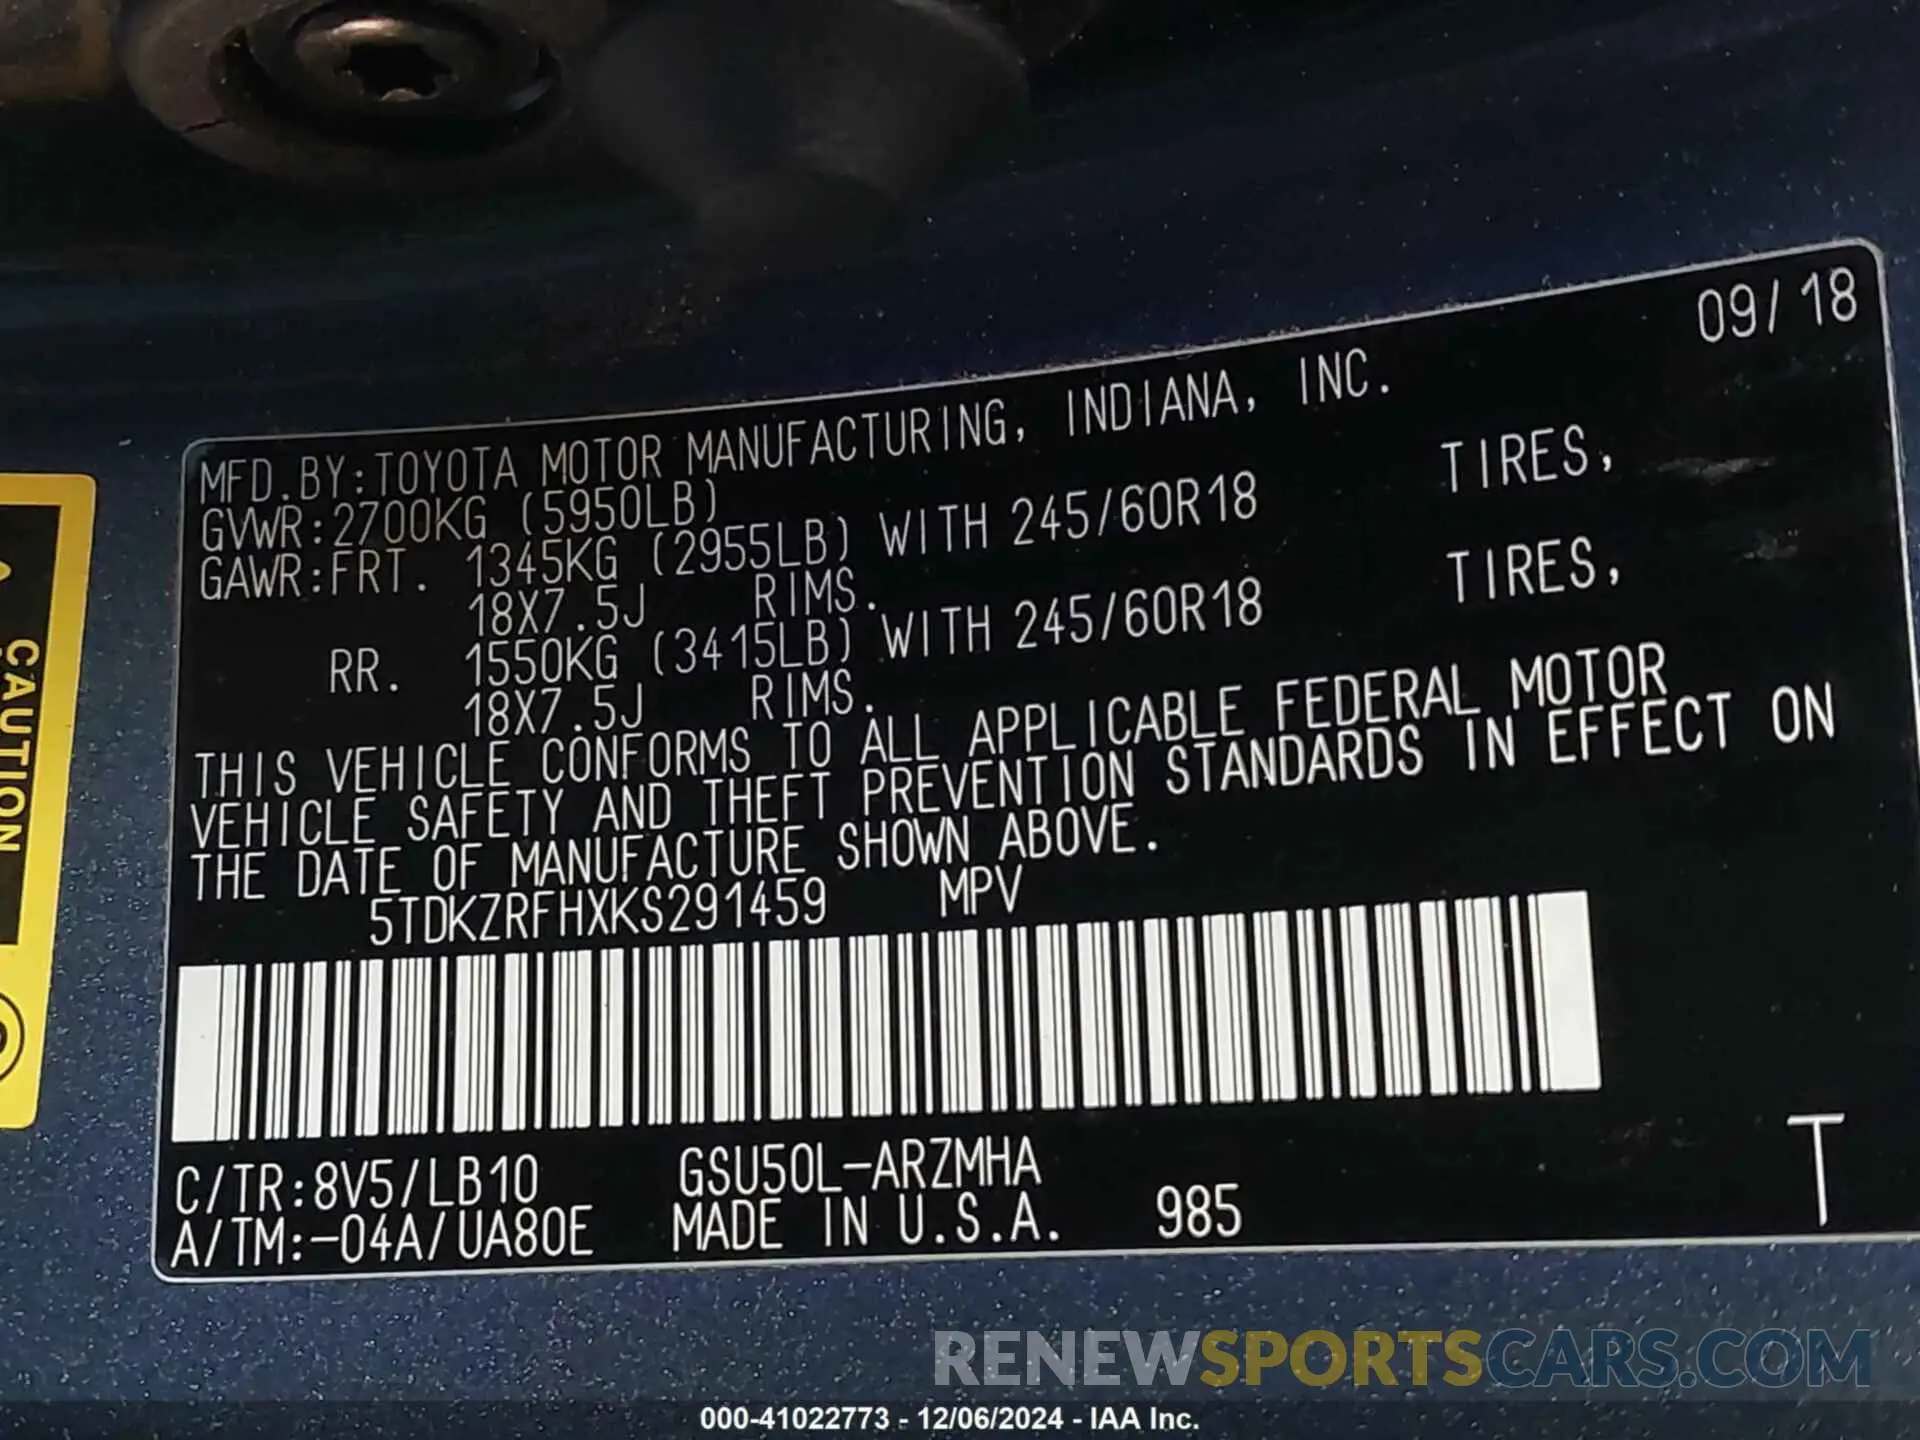 09/18
MFD.BY:TOYOTA MOTOR MANUFACTURING, INDIANA, INC.
GVWR:2700KG (5950LB)
GAWR:FRT. 1345KG (2955LB) WITH 245/60R18 TIRES,
18X7.5J RIMS.
RR. 1550KG (3415LB) WITH 245/60R18 TIRES,
18X7.5J RIMS.
THIS VEHICLE CONFORMS TO ALL APPLICABLE FEDERAL MOTOR
VEHICLE SAFETY AND THEFT PREVENTION STANDARDS IN EFFECT ON
THE DATE OF MANUFACTURE SHOWN ABOVE.
5TDKZRFHXKS291459 MPV
C/TR:8V5/LB10 GSU50L-ARZMHA
A/TM:-04A/UA80E MADE IN U.S.A. 985
T
CAUTION
RENEWSPORTSCARS.COM
000-41022773 - 12/06/2024 - IAA Inc.